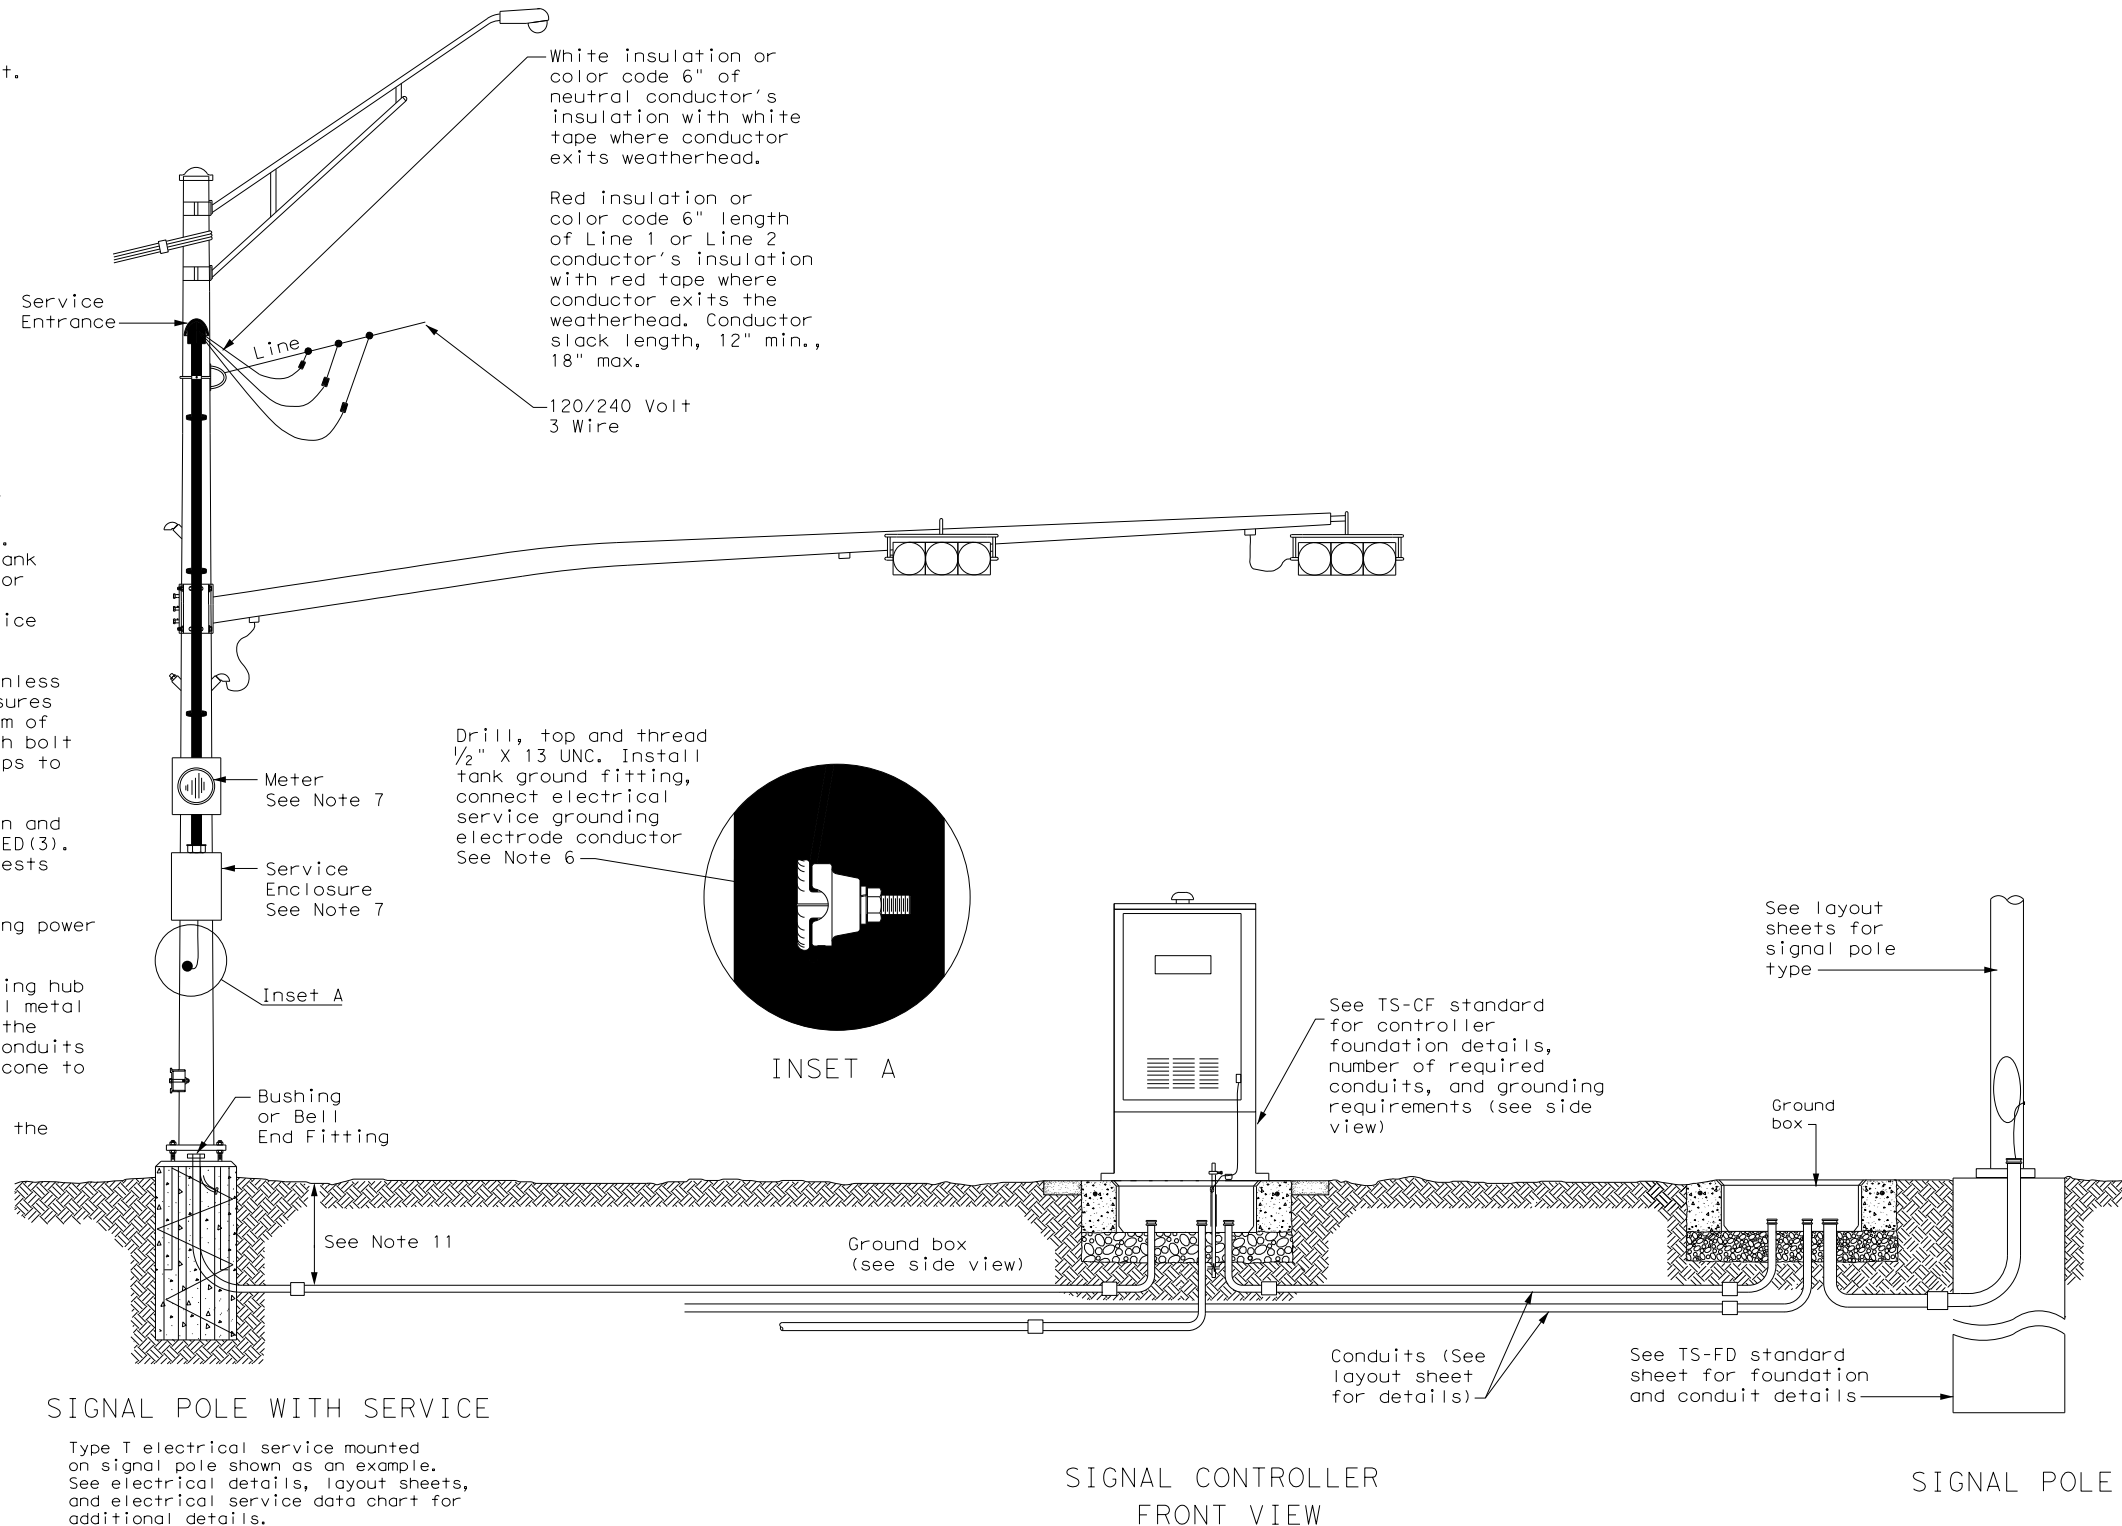 t.
ank
or
ice
nless
sures
m of
h bolt
ps to
n and
ED(3).
ests
ng power
ing hub
l metal
the
onduits
cone to
the
White insulation or
color code 6" of
neutral conductor's
insulation with white
tape where conductor
exits weatherhead.
Red insulation or
color code 6" length
of Line 1 or Line 2
conductor's insulation
with red tape where
conductor exits the
weatherhead. Conductor
slack length, 12" min.,
18" max.
Service
Entrance
Line
120/240 Volt
3 Wire
Meter
See Note 7
Service
Enclosure
See Note 7
Inset A
Bushing
or Bell
End Fitting
See Note 11
Drill, top and thread
1/2" X 13 UNC. Install
tank ground fitting,
connect electrical
service grounding
electrode conductor
See Note 6
INSET A
See TS-CF standard
for controller
foundation details,
number of required
conduits, and grounding
requirements (see side
view)
See layout
sheets for
signal pole
type
Ground
box
Ground box
(see side view)
Conduits (See
layout sheet
for details)
See TS-FD standard
sheet for foundation
and conduit details
SIGNAL POLE WITH SERVICE
Type T electrical service mounted
on signal pole shown as an example.
See electrical details, layout sheets,
and electrical service data chart for
additional details.
SIGNAL CONTROLLER
FRONT VIEW
SIGNAL POLE